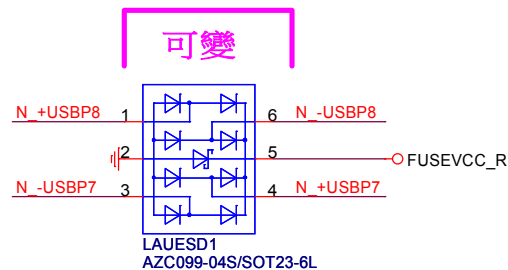 可變
N_+USBP8 1 6 N_-USBP8
2 5 FUSEVCC_R
N_-USBP7 3 4 N_+USBP7
LAUESD1
AZC099-04S/SOT23-6L